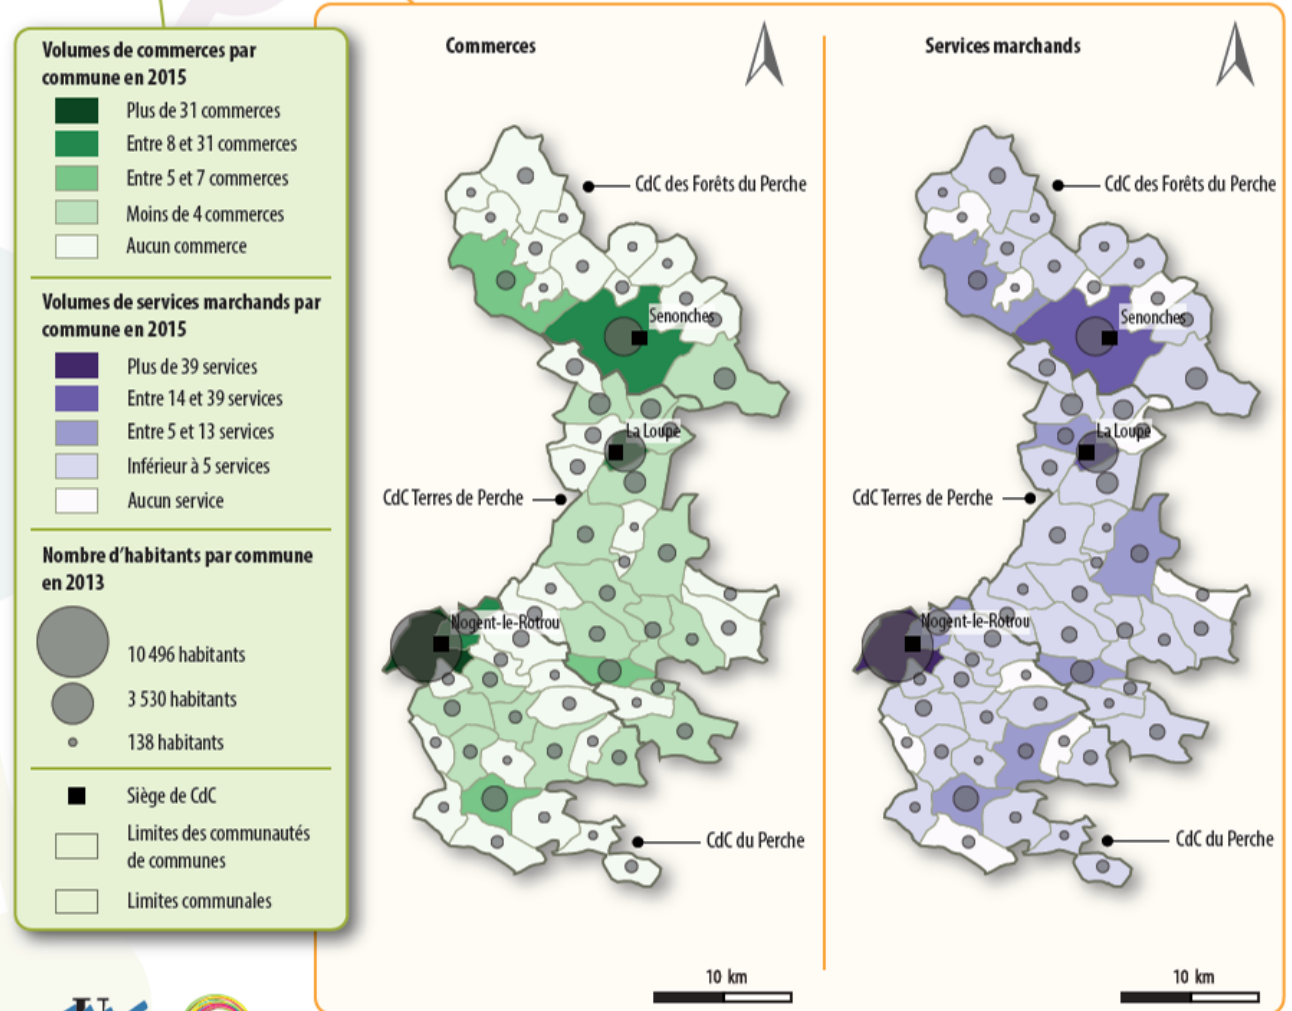 Volumes de commerces par
commune en 2015
Plus de 31 commerces
Entre 8 et 31 commerces
Entre 5 et 7 commerces
Moins de 4 commerces
Aucun commerce
Volumes de services marchands par
commune en 2015
Plus de 39 services
Entre 14 et 39 services
Entre 5 et 13 services
Inférieur à 5 services
Aucun service
Nombre d'habitants par commune
en 2013
10 496 habitants
3 530 habitants
138 habitants
Siège de CdC
Limites des communautés
de communes
Limites communales
Commerces
CdC des Forêts du Perche
Senonches
La Loupe
CdC Terres de Perche
Nogent-le-Rotrou
CdC du Perche
10 km
Services marchands
CdC des Forêts du Perche
Senonches
La Loupe
CdC Terres de Perche
Nogent-le-Rotrou
CdC du Perche
10 km